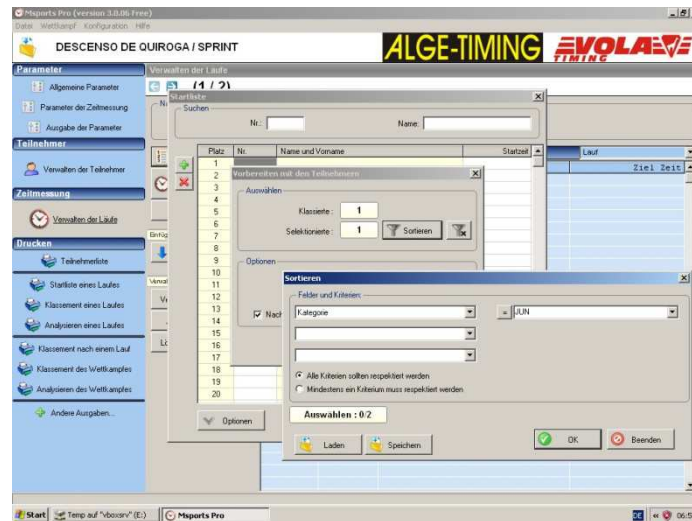 Msports Pro (version 3.0.06 Free)
Datei Wettkampf Konfiguration Hilfe
DESCENSO DE QUIROGA / SPRINT
ALGE-TIMING
VOLA
TIMING
Parameter
Allgemeine Parameter
Parameter der Zeitmessung
Ausgabe der Parameter
Teilnehmer
Verwalten der Teilnehmer
Zeitmessung
Verwalten der Läufe
Drucken
Teilnehmerliste
Startliste eines Laufes
Klassement eines Laufes
Analysieren eines Laufes
Klassement nach einem Lauf
Klassement des Wettkampfes
Analysieren des Wettkampfes
Andere Ausgaben...
Verwalten der Läufe
(1 / 2)
Startliste
Suchen
Nr.:
Name:
Platz Nr. Name und Vorname Startzeit
1
2
3
4
5
6
7
8
9
10
11
12
13
14
15
16
17
18
19
20
Optionen
Lauf
Ziel Zeit
Vorbereiten mit den Teilnehmern
Auswählen
Klassierte : 1
Selektionierte : 1 Sortieren
Optionen
Nach
Sortieren
Felder und Kriterien:
Kategorie = JUN
Alle Kriterien sollten respektiert werden
Mindestens ein Kriterium muss respektiert werden
Auswählen : 0/2
Laden Speichern OK Beenden
Start Temp auf "vboxsrv" (E:) Msports Pro DE